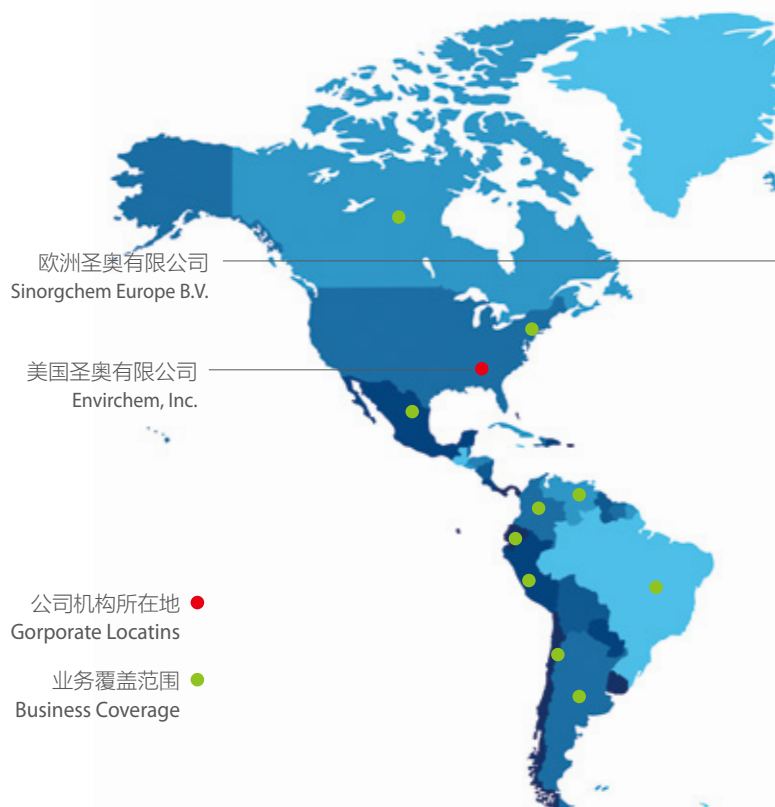 欧洲圣奥有限公司
Sinorgchem Europe B.V.
美国圣奥有限公司
Envirchem, Inc.
公司机构所在地
Gorporate Locatins
业务覆盖范围
Business Coverage